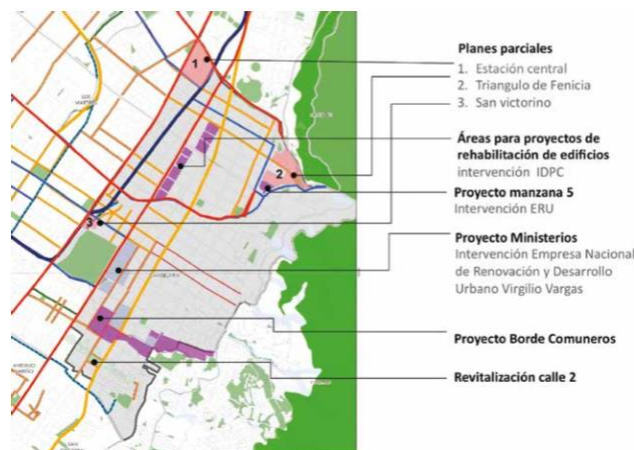 Planes parciales
1. Estación central
2. Triangulo de Fenicia
3. San victorino
Áreas para proyectos de
rehabilitación de edificios
intervención IDPC
Proyecto manzana 5
Intervención ERU
Proyecto Ministerios
Intervención Empresa Nacional
de Renovación y Desarrollo
Urbano Virgilio Vargas
Proyecto Borde Comuneros
Revitalización calle 2
1
2
3